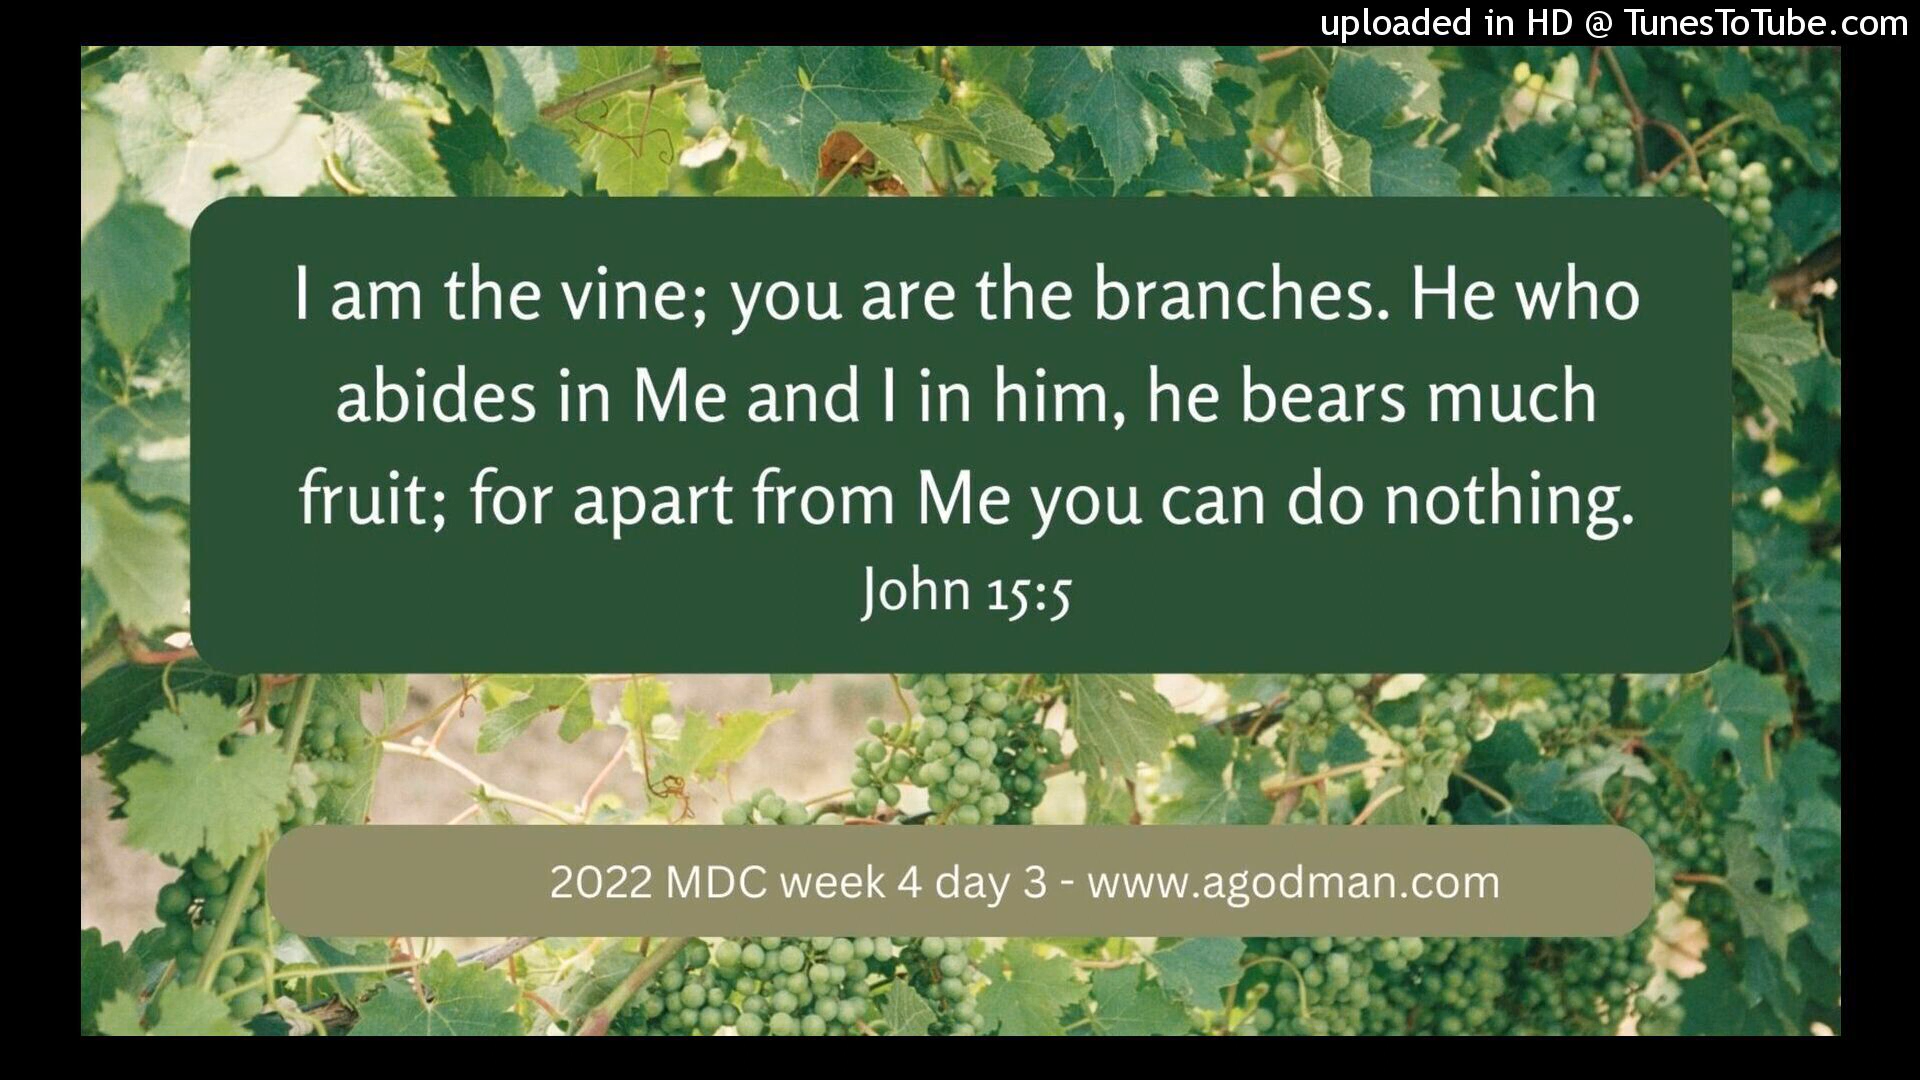 uploaded in HD @ TunesToTube.com
I am the vine; you are the branches. He who
abides in Me and I in him, he bears much
fruit; for apart from Me you can do nothing.
John 15:5
2022 MDC week 4 day 3 - www.agodman.com